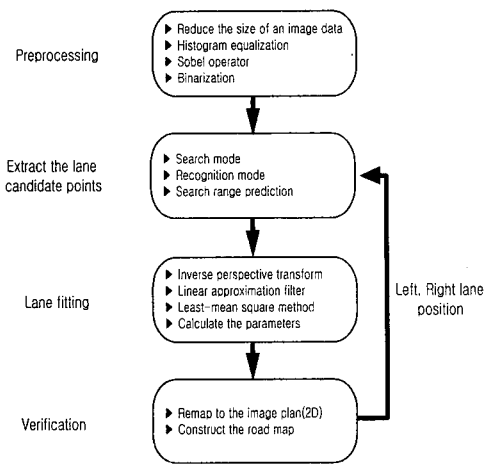 Preprocessing
▶ Reduce the size of an image data
▶ Histogram equalization
▶ Sobel operator
▶ Binarization
Extract the lane
candidate points
▶ Search mode
▶ Recognition mode
▶ Search range prediction
Lane fitting
▶ Inverse perspective transform
▶ Linear approximation filter
▶ Least-mean square method
▶ Calculate the parameters
Left, Right lane
position
Verification
▶ Remap to the image plan(2D)
▶ Construct the road map